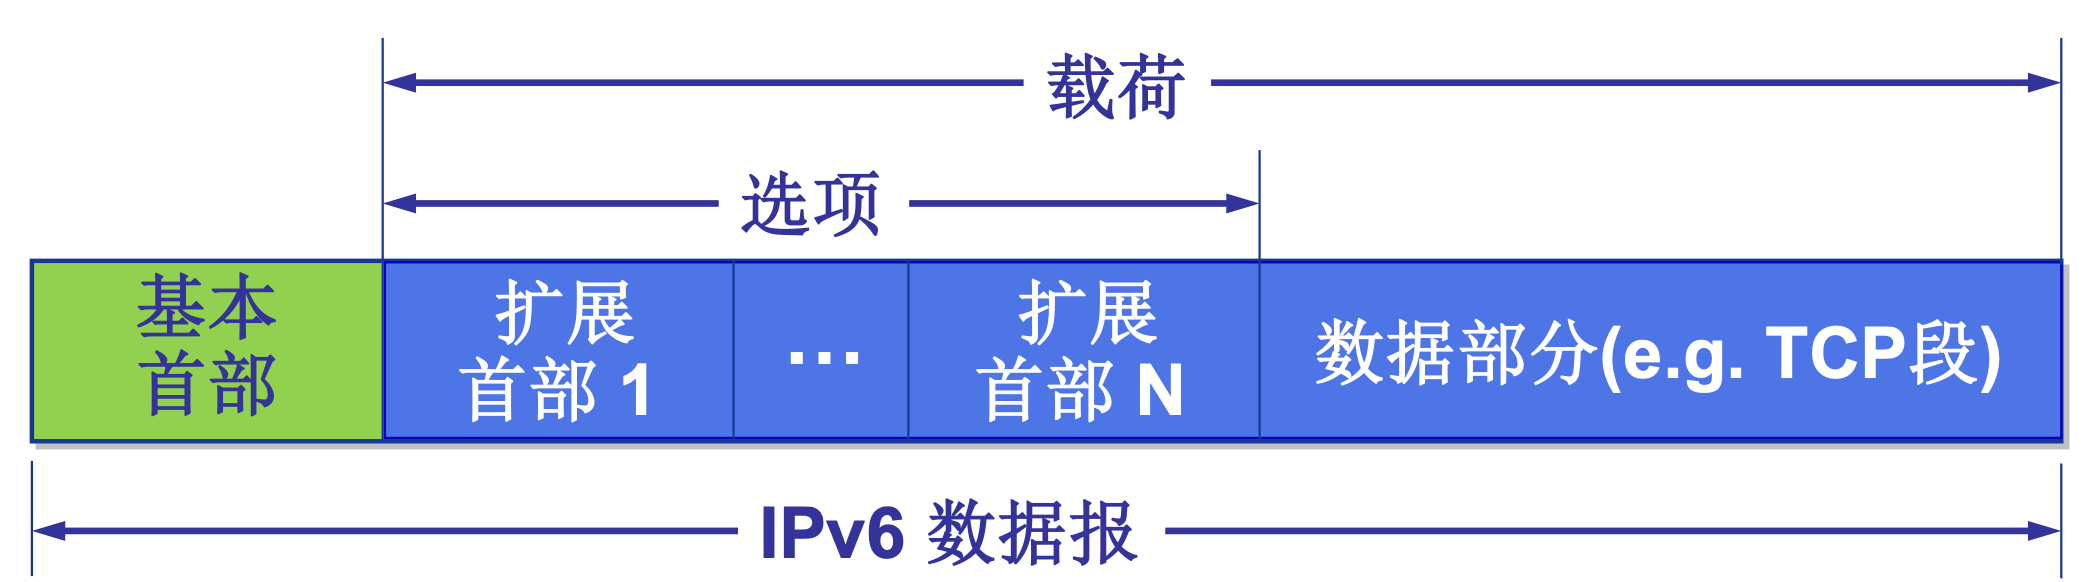 载荷
选项
基本
首部
扩展
首部 1
...
扩展
首部 N
数据部分(e.g. TCP段)
IPv6 数据报